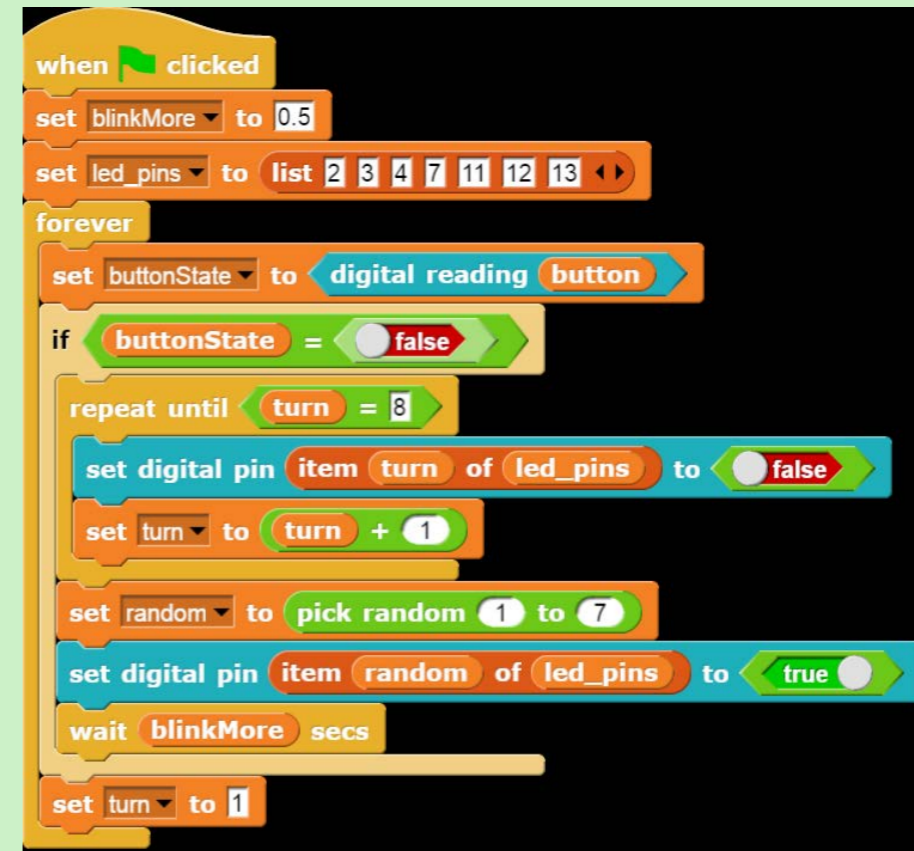 when clicked
set blinkMore to 0.5
set led_pins to list 2 3 4 7 11 12 13
forever
set buttonState to digital reading button
if buttonState = false
repeat until turn = 8
set digital pin item turn of led_pins to false
set turn to turn + 1
set random to pick random 1 to 7
set digital pin item random of led_pins to true
wait blinkMore secs
set turn to 1